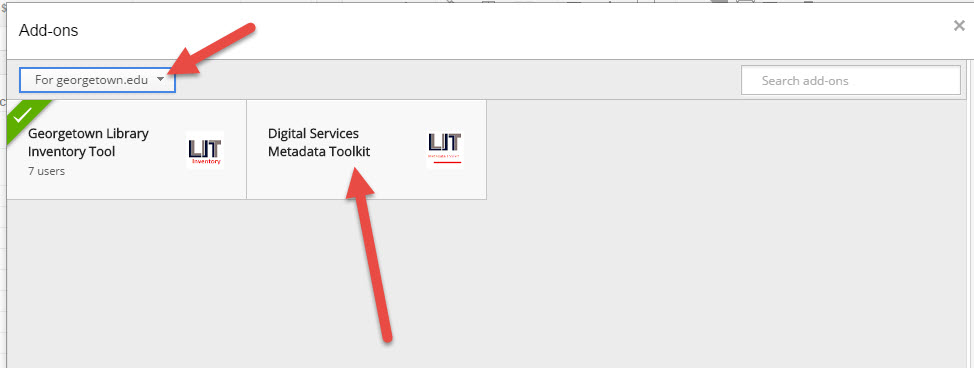 $
Add-ons
×
For georgetown.edu
Search add-ons
c
Georgetown Library
Inventory Tool
7 users
LIT
Inventory
Digital Services
Metadata Toolkit
LIT